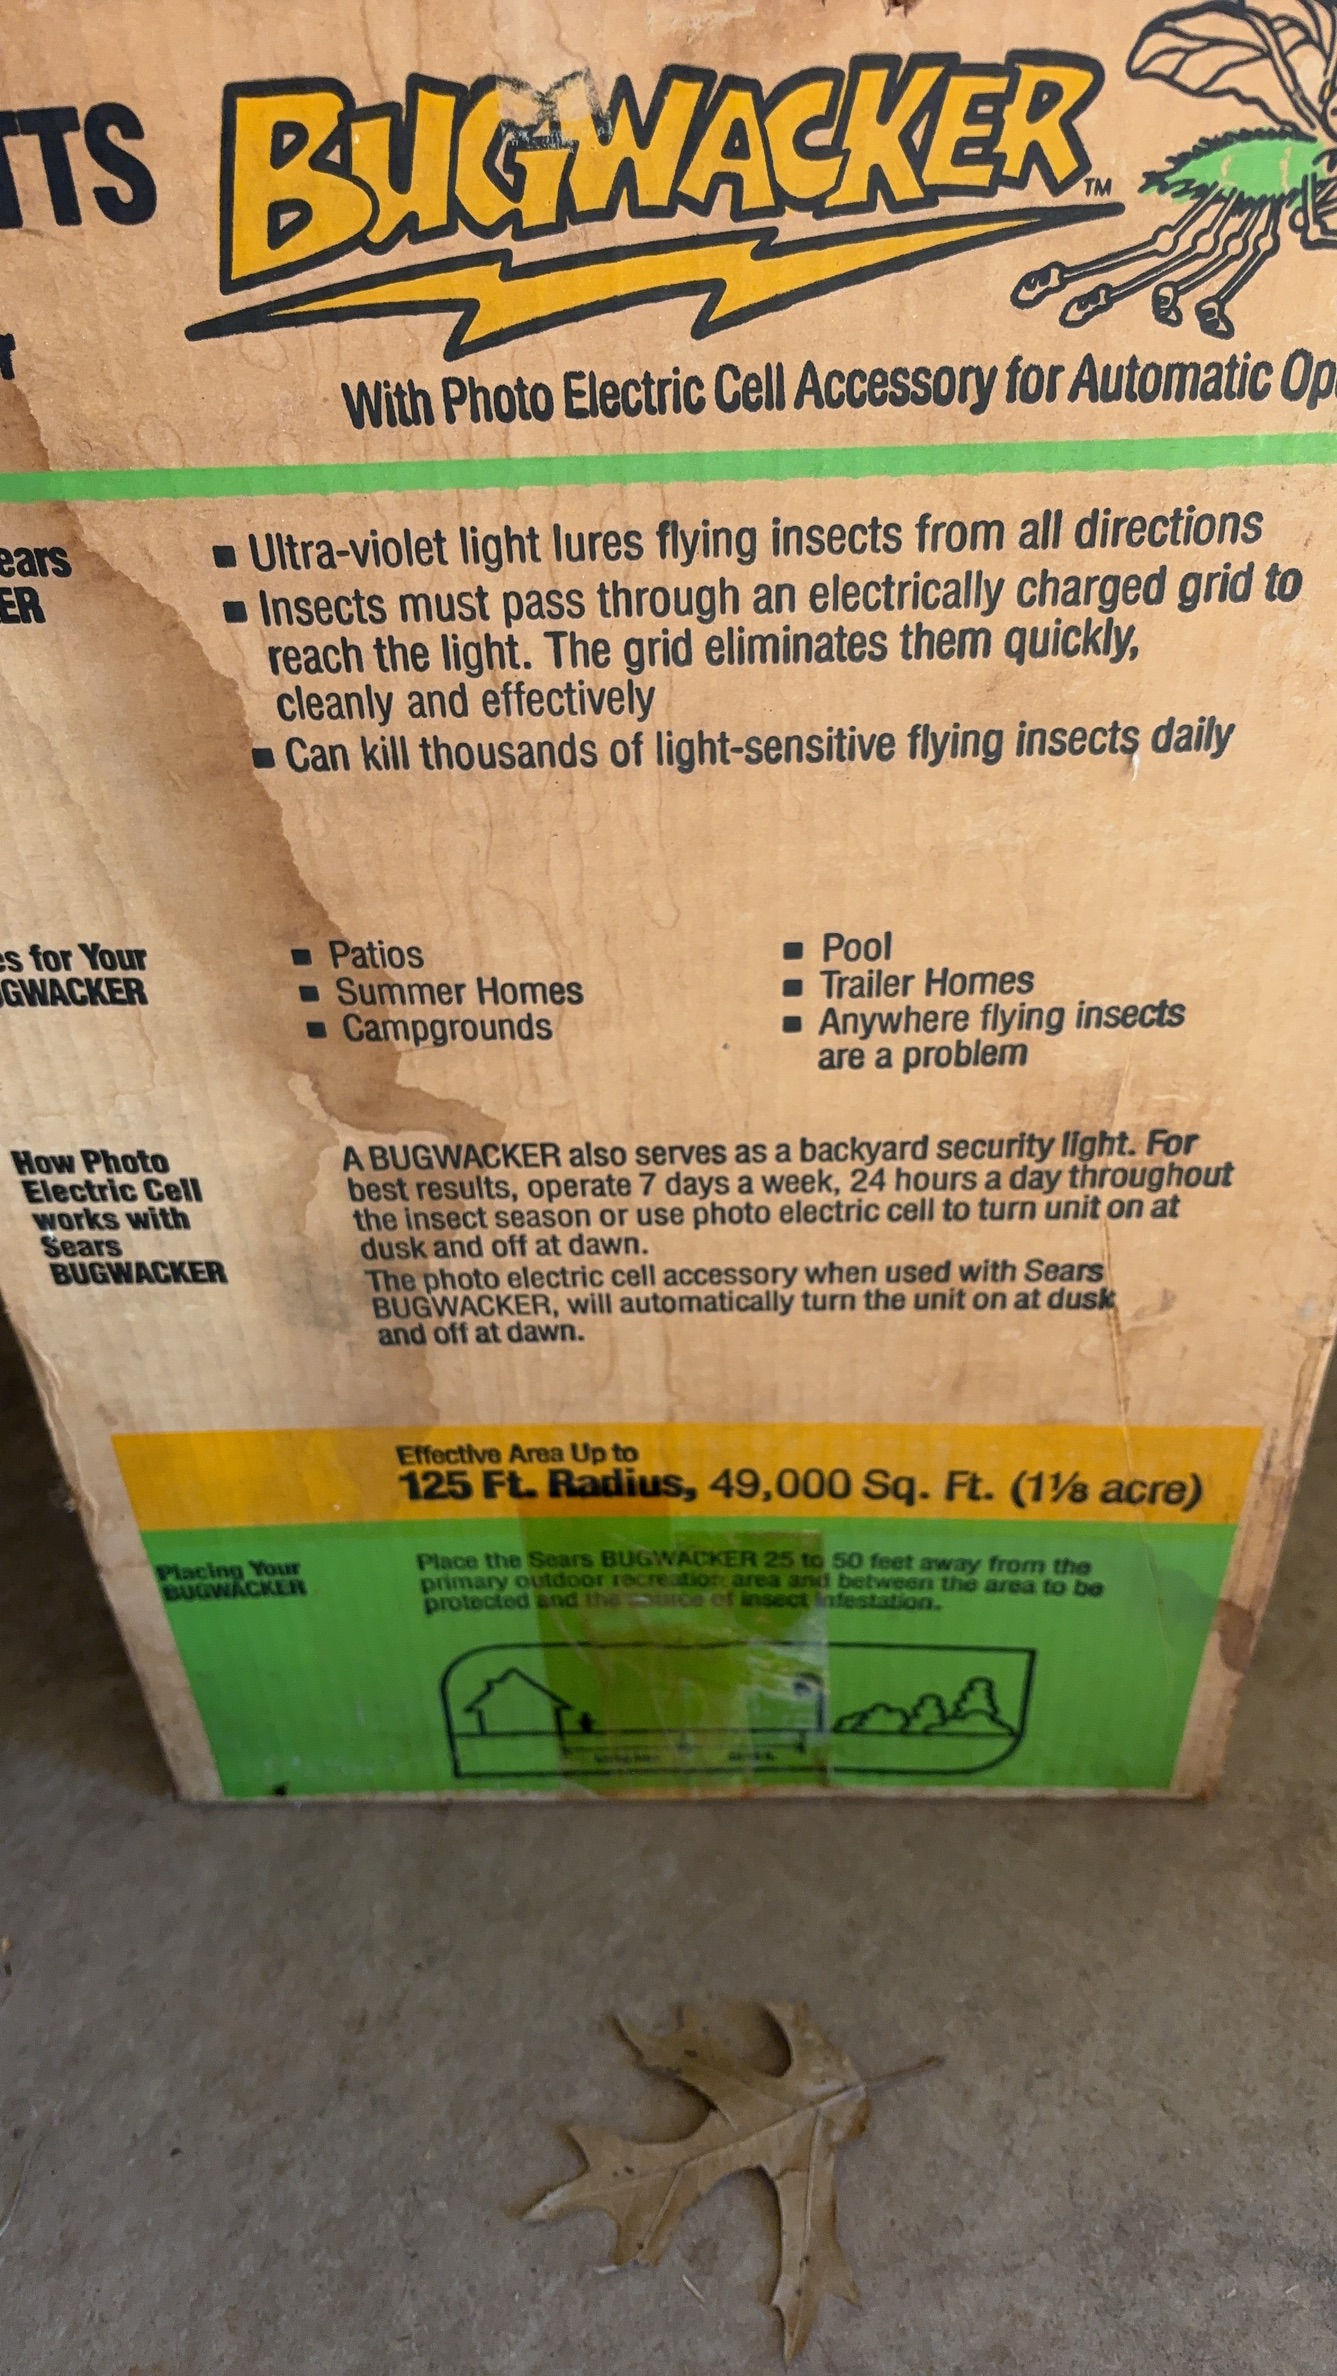 TTS
BUGWACKER™
r
With Photo Electric Cell Accessory for Automatic Op
ears
ER
▪ Ultra-violet light lures flying insects from all directions
▪ Insects must pass through an electrically charged grid to
reach the light. The grid eliminates them quickly,
cleanly and effectively
▪ Can kill thousands of light-sensitive flying insects daily
es for Your
GWACKER
▪ Patios
▪ Summer Homes
▪ Campgrounds
▪ Pool
▪ Trailer Homes
▪ Anywhere flying insects
are a problem
How Photo
Electric Cell
works with
Sears
BUGWACKER
A BUGWACKER also serves as a backyard security light. For
best results, operate 7 days a week, 24 hours a day throughout
the insect season or use photo electric cell to turn unit on at
dusk and off at dawn.
The photo electric cell accessory when used with Sears
BUGWACKER, will automatically turn the unit on at dusk
and off at dawn.
Effective Area Up to
125 Ft. Radius, 49,000 Sq. Ft. (1⅛ acre)
Placing Your
BUGWACKER
Place the Sears BUGWACKER 25 to 50 feet away from the
primary outdoor recreation area and between the area to be
protected and the source of insect infestation.